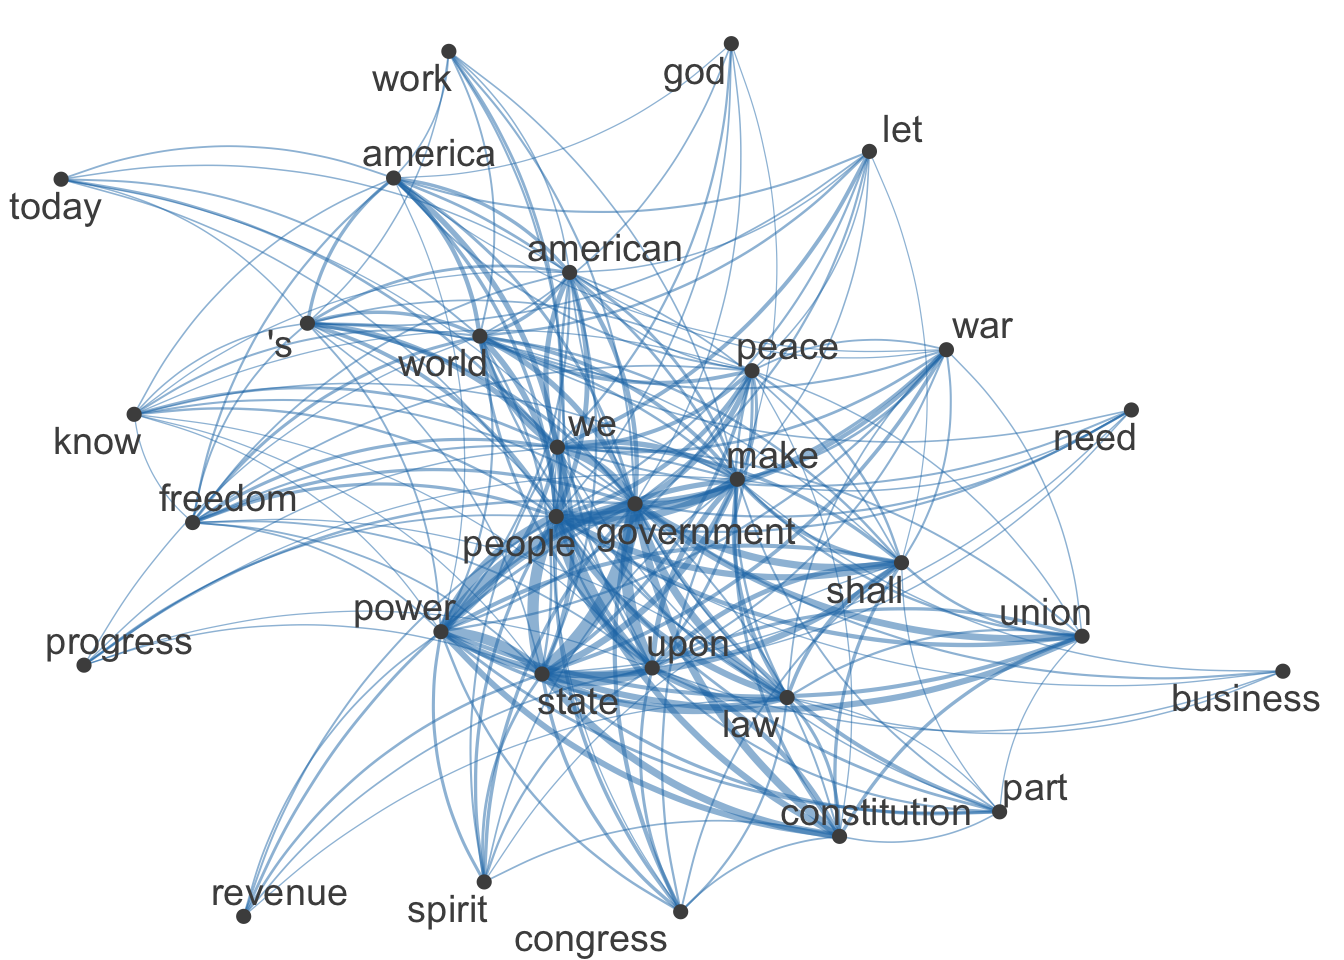 god
work
let
america
today
american
war
's
peace
world
we
need
know
make
freedom
government
people
shall
power
union
progress
upon
business
state
law
part
constitution
revenue
spirit
congress